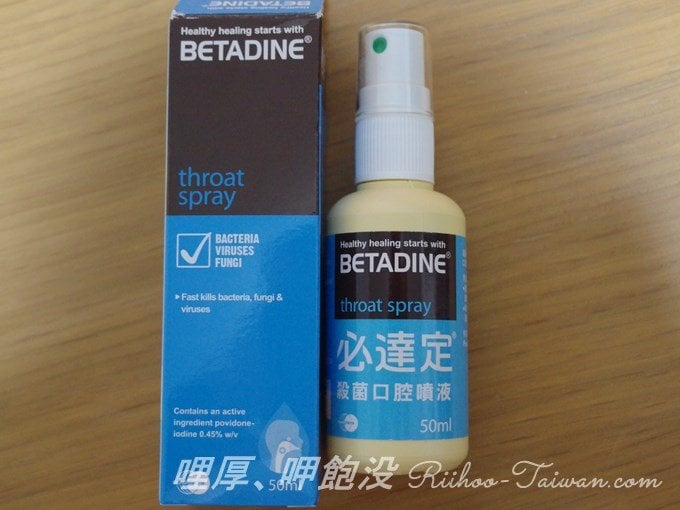 Healthy healing starts with
BETADINE®
throat
spray
BACTERIA
VIRUSES
FUNGI
▸ Fast kills bacteria, fungi &
viruses
Contains an active
ingredient povidone-
iodine 0.45% w/v
50ml
Healthy healing starts with
BETADINE®
throat spray
必達定®
殺菌口腔噴液
50ml
哩厚、呷飽没 Riihoo-Taiwan.com